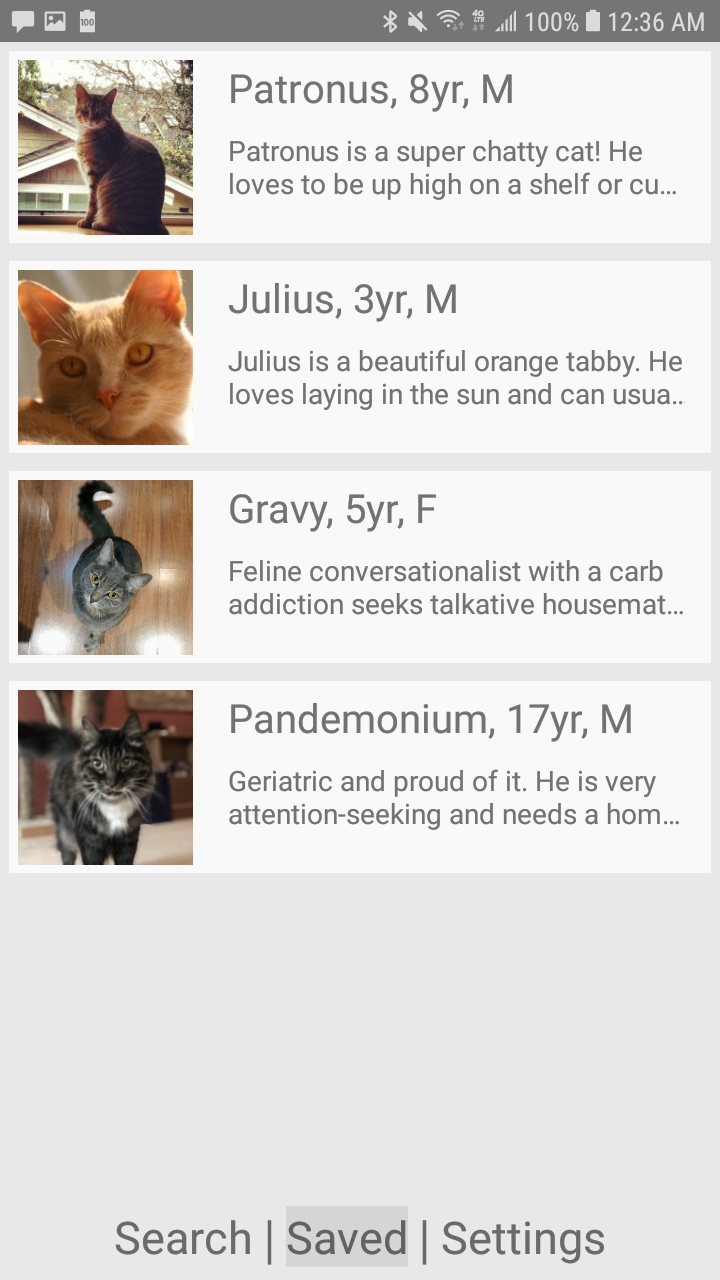 100 4G LTE 100% 12:36 AM
Patronus, 8yr, M
Patronus is a super chatty cat! He
loves to be up high on a shelf or cu…
Julius, 3yr, M
Julius is a beautiful orange tabby. He
loves laying in the sun and can usua..
Gravy, 5yr, F
Feline conversationalist with a carb
addiction seeks talkative housemat…
Pandemonium, 17yr, M
Geriatric and proud of it. He is very
attention-seeking and needs a hom…
Search | Saved | Settings